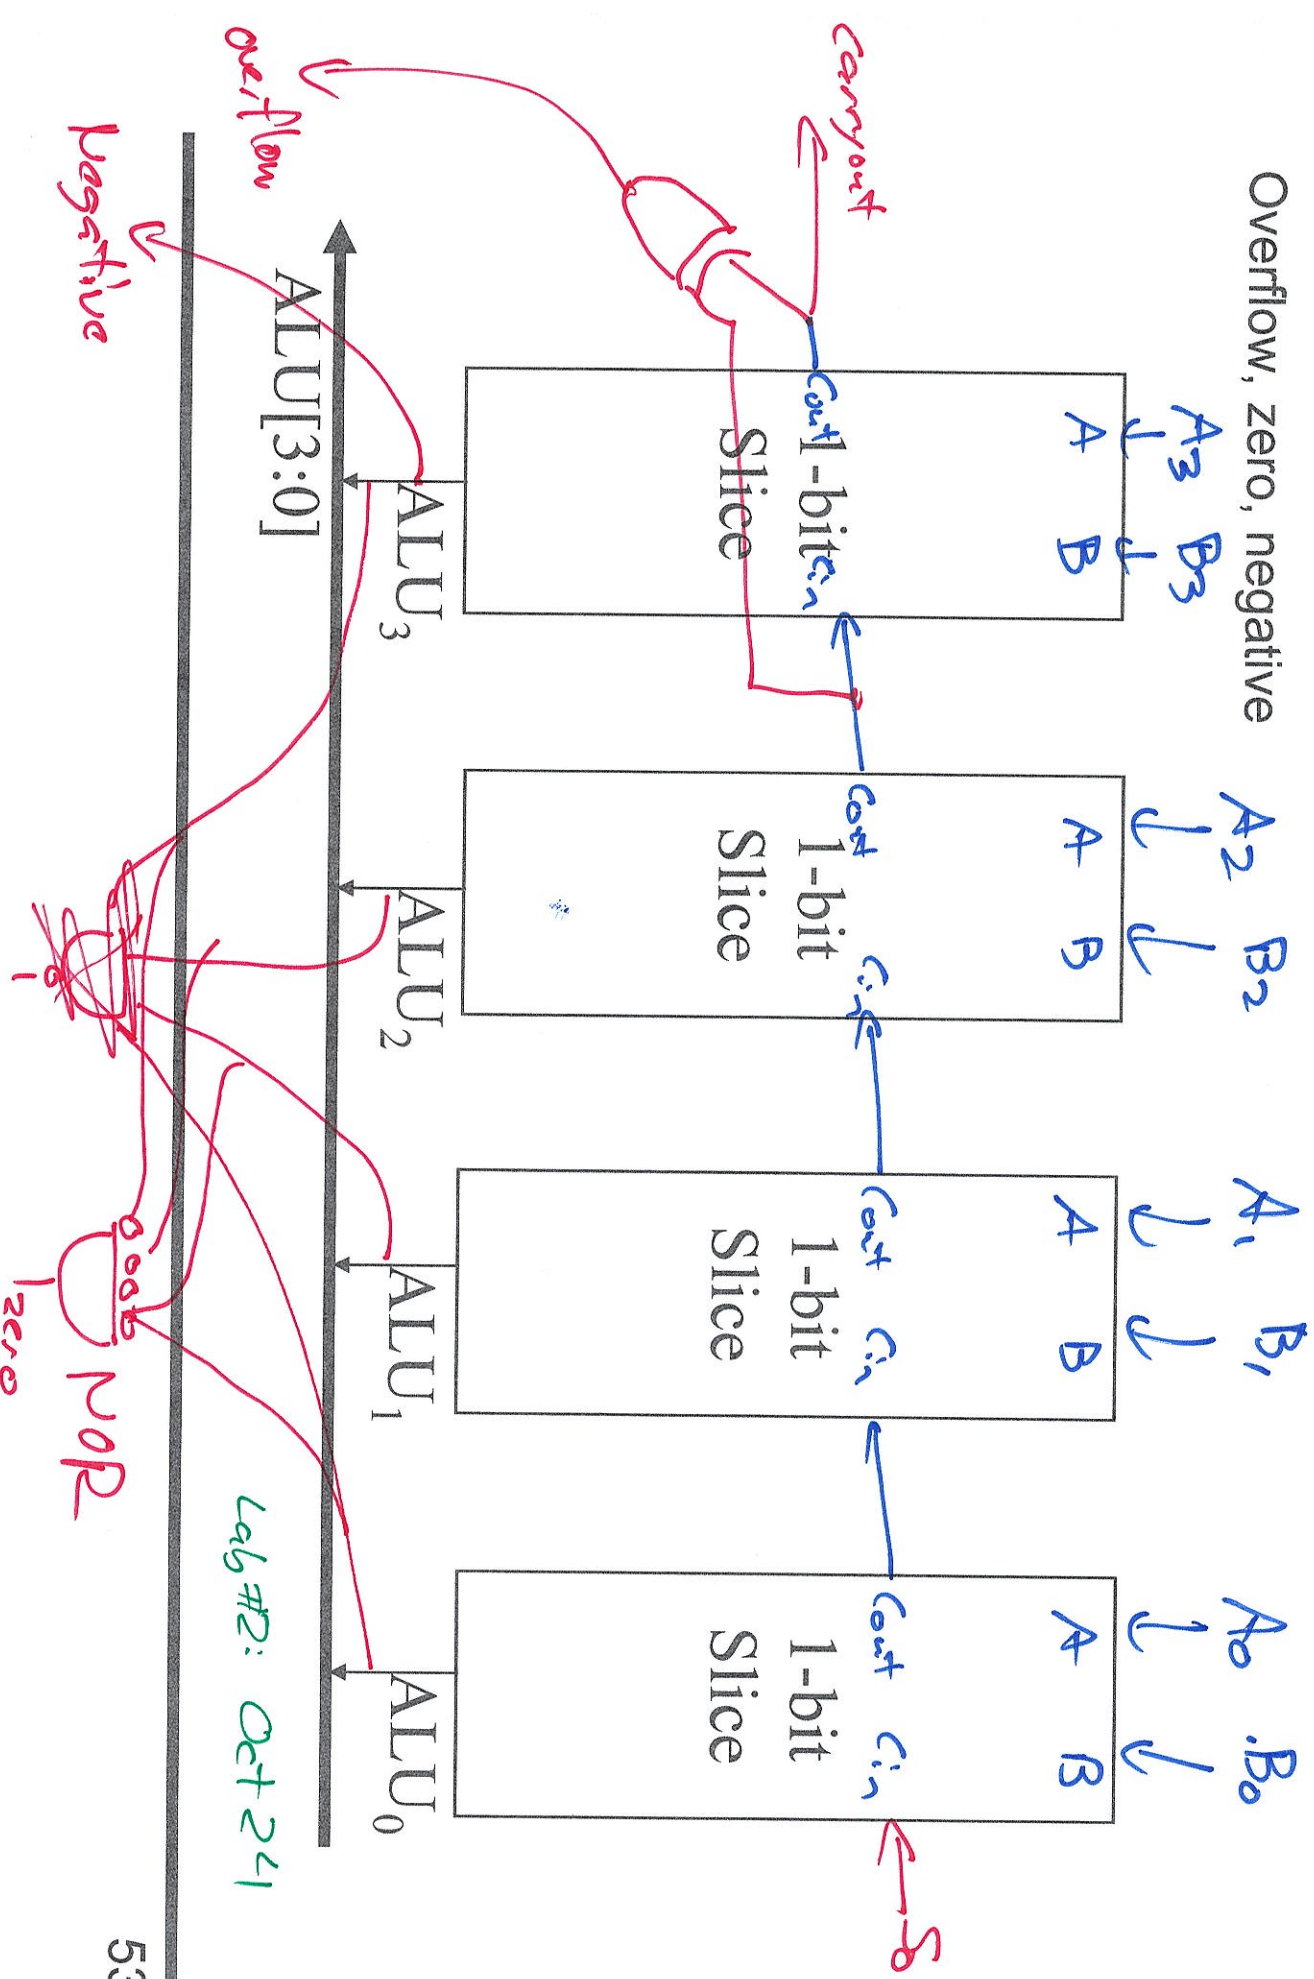 Overflow, zero, negative
A3 B3 A2 B2 A1 B1 A0 B0
A B A B A B A B
carryout
Cout Cin Cout Cin Cout Cin Cout Cin S0
1-bit 1-bit 1-bit 1-bit
Slice Slice Slice Slice
overflow
ALU3 ALU2 ALU1 ALU0
ALU[3:0]
Lab #2: Oct 24
Negative
NOR
zero
53